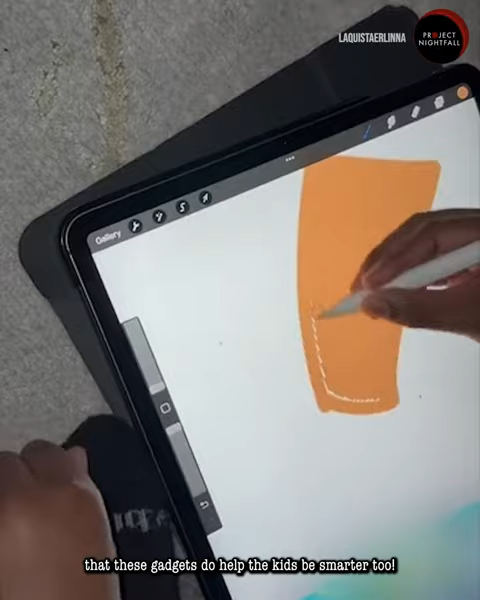 LAQUISTAERLINNA
PROJECT
NIGHTFALL
Gallery
that these gadgets do help the kids be smarter too!